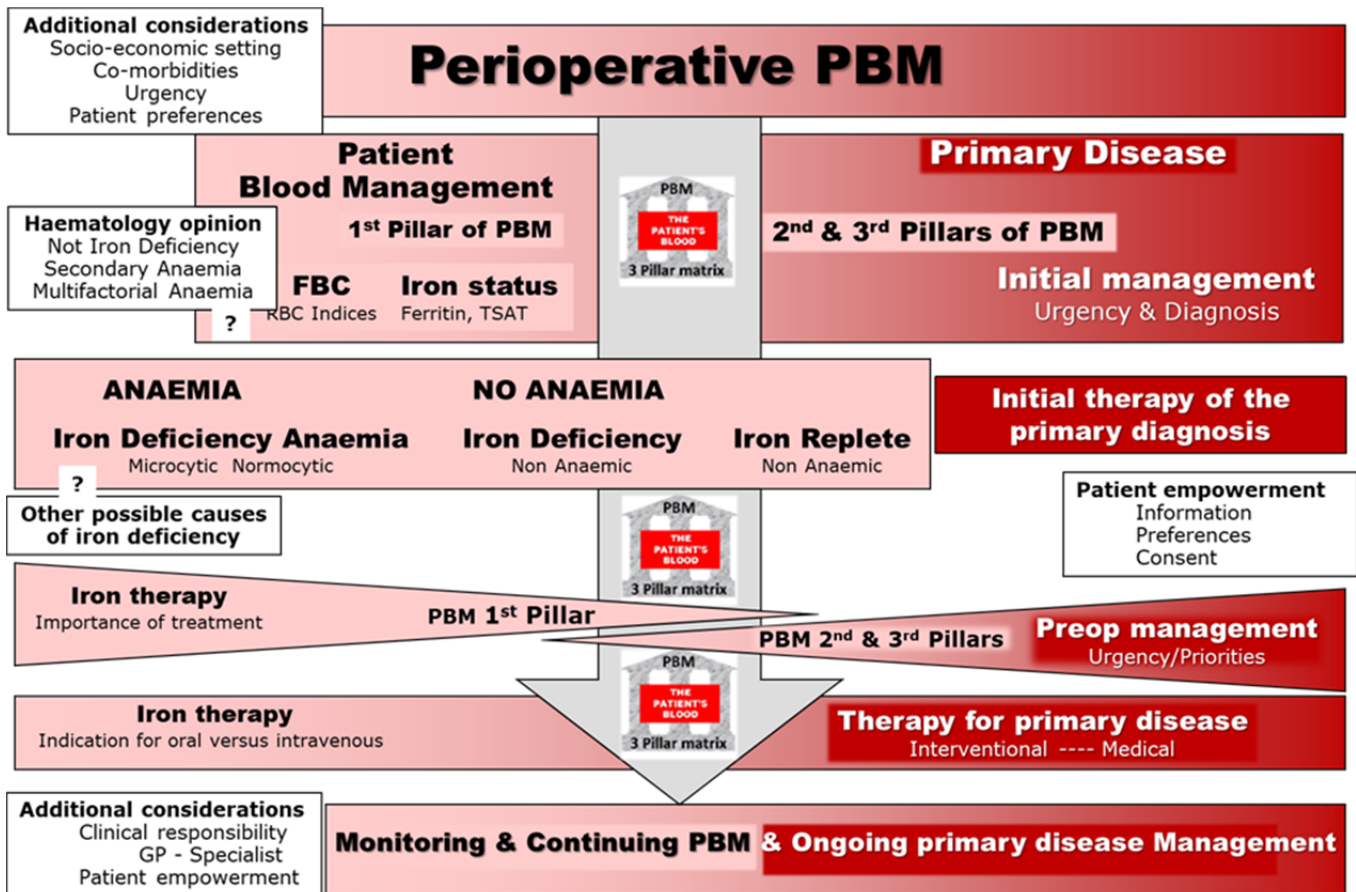 Additional considerations
Socio-economic setting
Co-morbidities
Urgency
Patient preferences
Perioperative PBM
Patient
Blood Management
1st Pillar of PBM
FBC
RBC Indices
Iron status
Ferritin, TSAT
Haematology opinion
Not Iron Deficiency
Secondary Anaemia
Multifactorial Anaemia
?
PBM
THE
PATIENT'S
BLOOD
3 Pillar matrix
Primary Disease
2nd & 3rd Pillars of PBM
Initial management
Urgency & Diagnosis
ANAEMIA
NO ANAEMIA
Iron Deficiency Anaemia
Microcytic Normocytic
Iron Deficiency
Non Anaemic
Iron Replete
Non Anaemic
Initial therapy of the
primary diagnosis
?
Other possible causes
of iron deficiency
PBM
THE
PATIENT'S
BLOOD
3 Pillar matrix
Patient empowerment
Information
Preferences
Consent
Iron therapy
Importance of treatment
PBM 1st Pillar
PBM 2nd & 3rd Pillars
Preop management
Urgency/Priorities
PBM
THE
PATIENT'S
BLOOD
3 Pillar matrix
Iron therapy
Indication for oral versus intravenous
Therapy for primary disease
Interventional ---- Medical
Additional considerations
Clinical responsibility
GP - Specialist
Patient empowerment
Monitoring & Continuing PBM & Ongoing primary disease Management